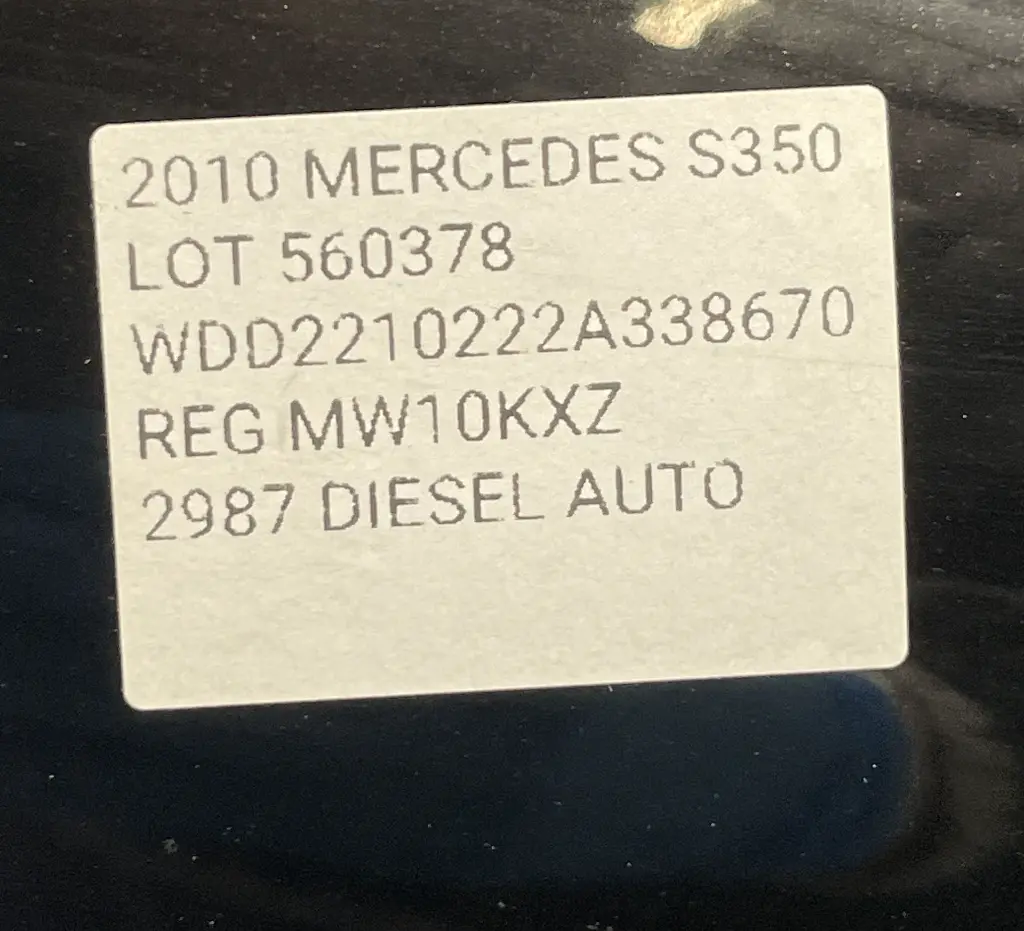 2010 MERCEDES S350
LOT 560378
WDD2210222A338670
REG MW10KXZ
2987 DIESEL AUTO